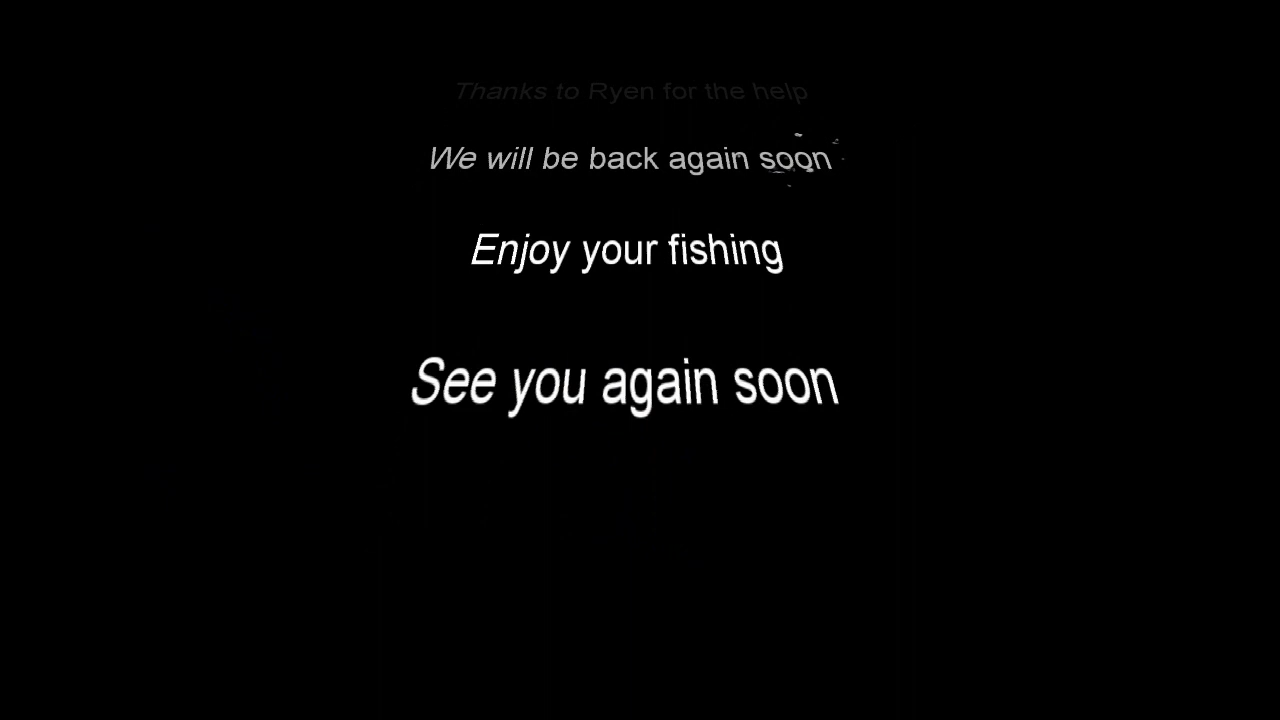 Thanks to Ryen for the help
We will be back again soon
Enjoy your fishing
See you again soon